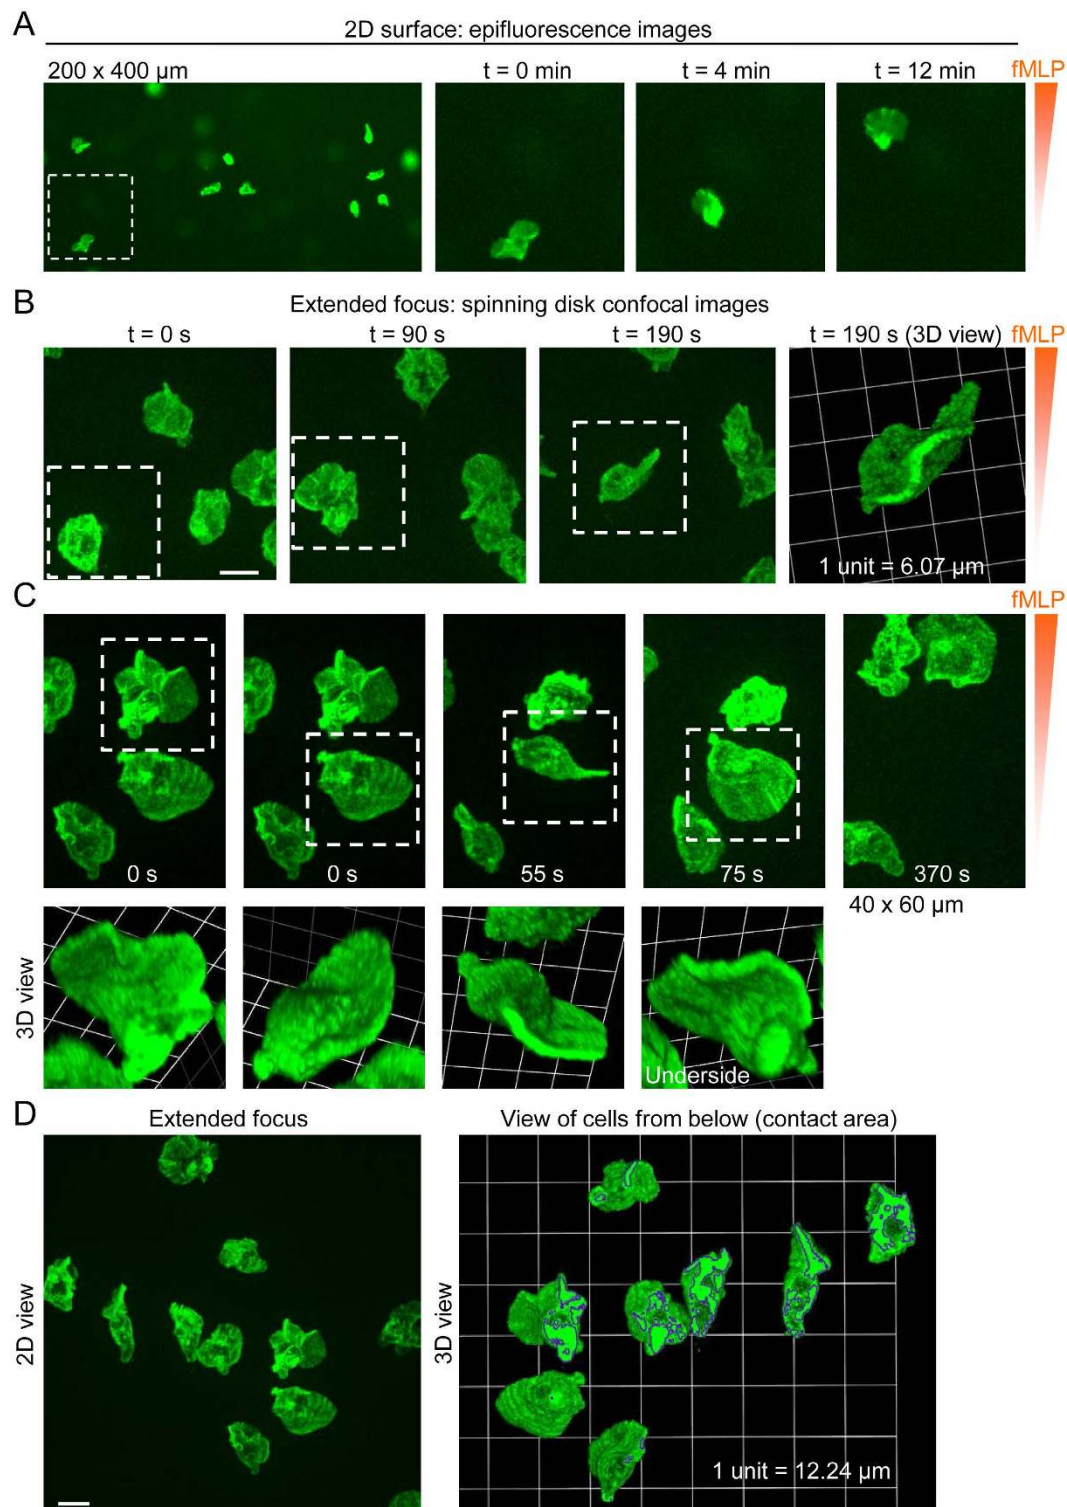 A
2D surface: epifluorescence images
200 x 400 µm
t = 0 min
t = 4 min
t = 12 min
fMLP
B
Extended focus: spinning disk confocal images
t = 0 s
t = 90 s
t = 190 s
t = 190 s (3D view)
fMLP
1 unit = 6.07 µm
C
fMLP
0 s
0 s
55 s
75 s
370 s
40 x 60 µm
3D view
Underside
D
Extended focus
View of cells from below (contact area)
2D view
3D view
1 unit = 12.24 µm